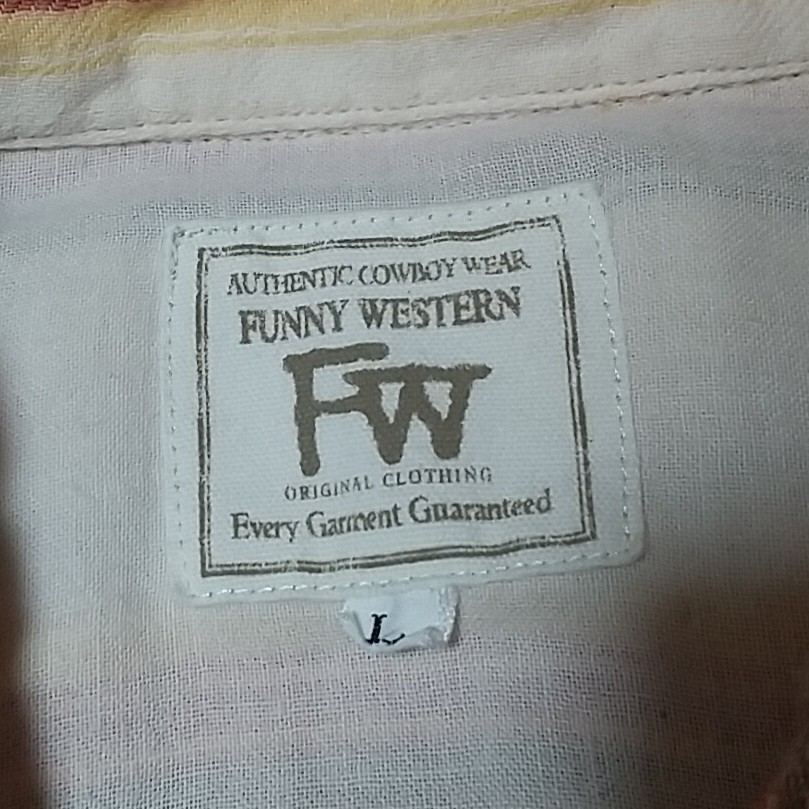 AUTHENTIC COWBOY WEAR
FUNNY WESTERN
FW
ORIGINAL CLOTHING
Every Garment Guaranteed
L